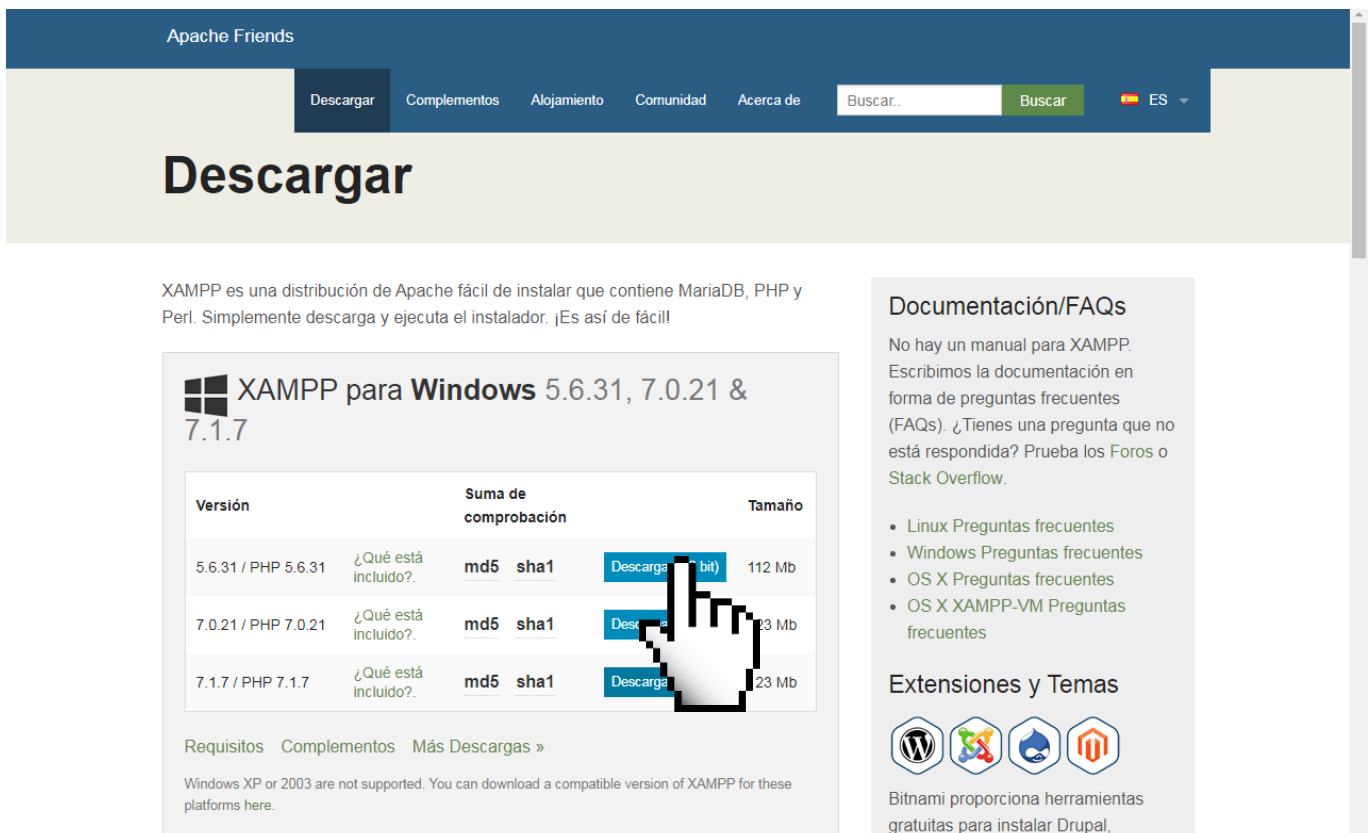 Apache Friends
Descargar Complementos Alojamiento Comunidad Acerca de Buscar.. Buscar ES
Descargar
XAMPP es una distribución de Apache fácil de instalar que contiene MariaDB, PHP y
Perl. Simplemente descarga y ejecuta el instalador. ¡Es así de fácil!
XAMPP para Windows 5.6.31, 7.0.21 &
7.1.7
Versión Suma de
comprobación Tamaño
5.6.31 / PHP 5.6.31 ¿Qué está
incluido?. md5 sha1 bit) 112 Mb
7.0.21 / PHP 7.0.21 ¿Qué está
incluido?. md5 sha1 Mb
7.1.7 / PHP 7.1.7 ¿Qué está
incluido?. md5 sha1 Mb
Requisitos Complementos Más Descargas »
Windows XP or 2003 are not supported. You can download a compatible version of XAMPP for these
platforms here.
Documentación/FAQs
No hay un manual para XAMPP.
Escribimos la documentación en
forma de preguntas frecuentes
(FAQs). ¿Tienes una pregunta que no
está respondida? Prueba los Foros o
Stack Overflow.
Linux Preguntas frecuentes
Windows Preguntas frecuentes
OS X Preguntas frecuentes
OS X XAMPP-VM Preguntas
frecuentes
Extensiones y Temas
Bitnami proporciona herramientas
gratuitas para instalar Drupal,